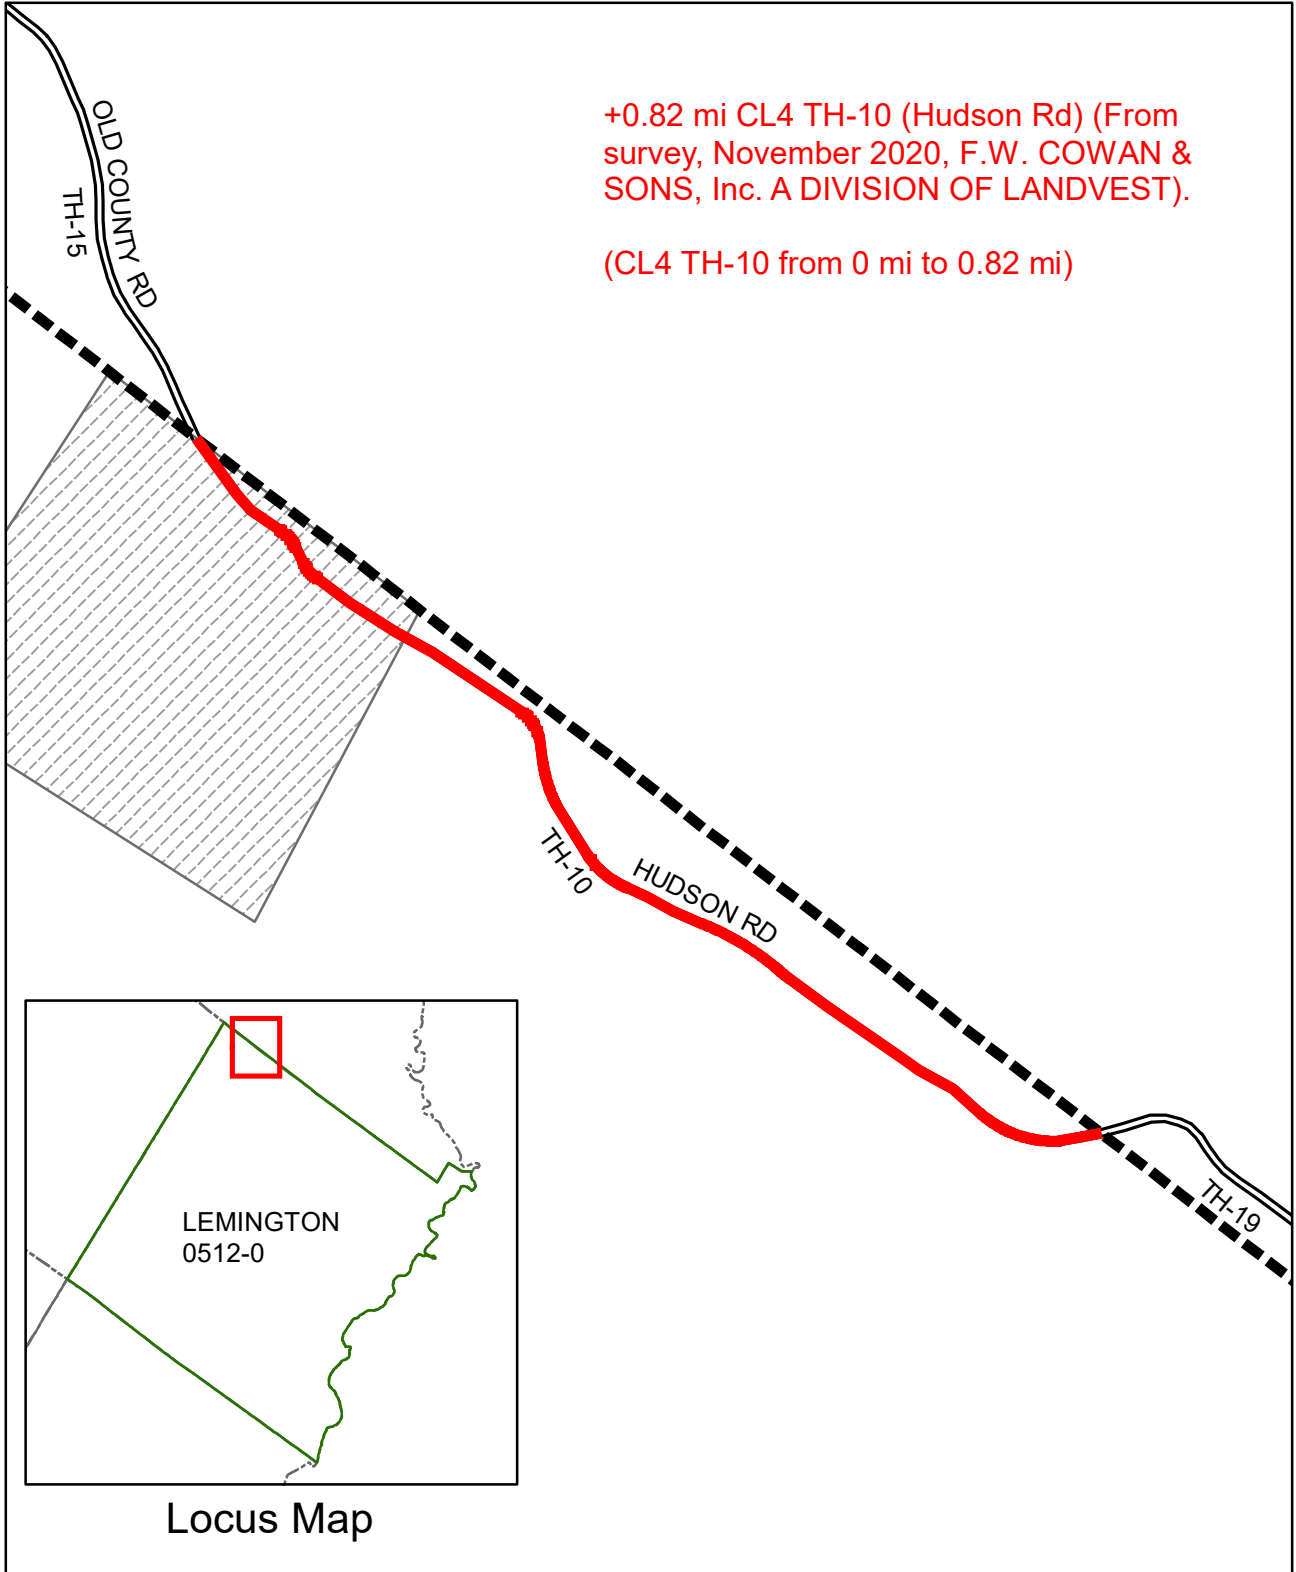 +0.82 mi CL4 TH-10 (Hudson Rd) (From
survey, November 2020, F.W. COWAN &
SONS, Inc. A DIVISION OF LANDVEST).
(CL4 TH-10 from 0 mi to 0.82 mi)
OLD COUNTY RD
TH-15
TH-10
HUDSON RD
TH-19
LEMINGTON
0512-0
Locus Map